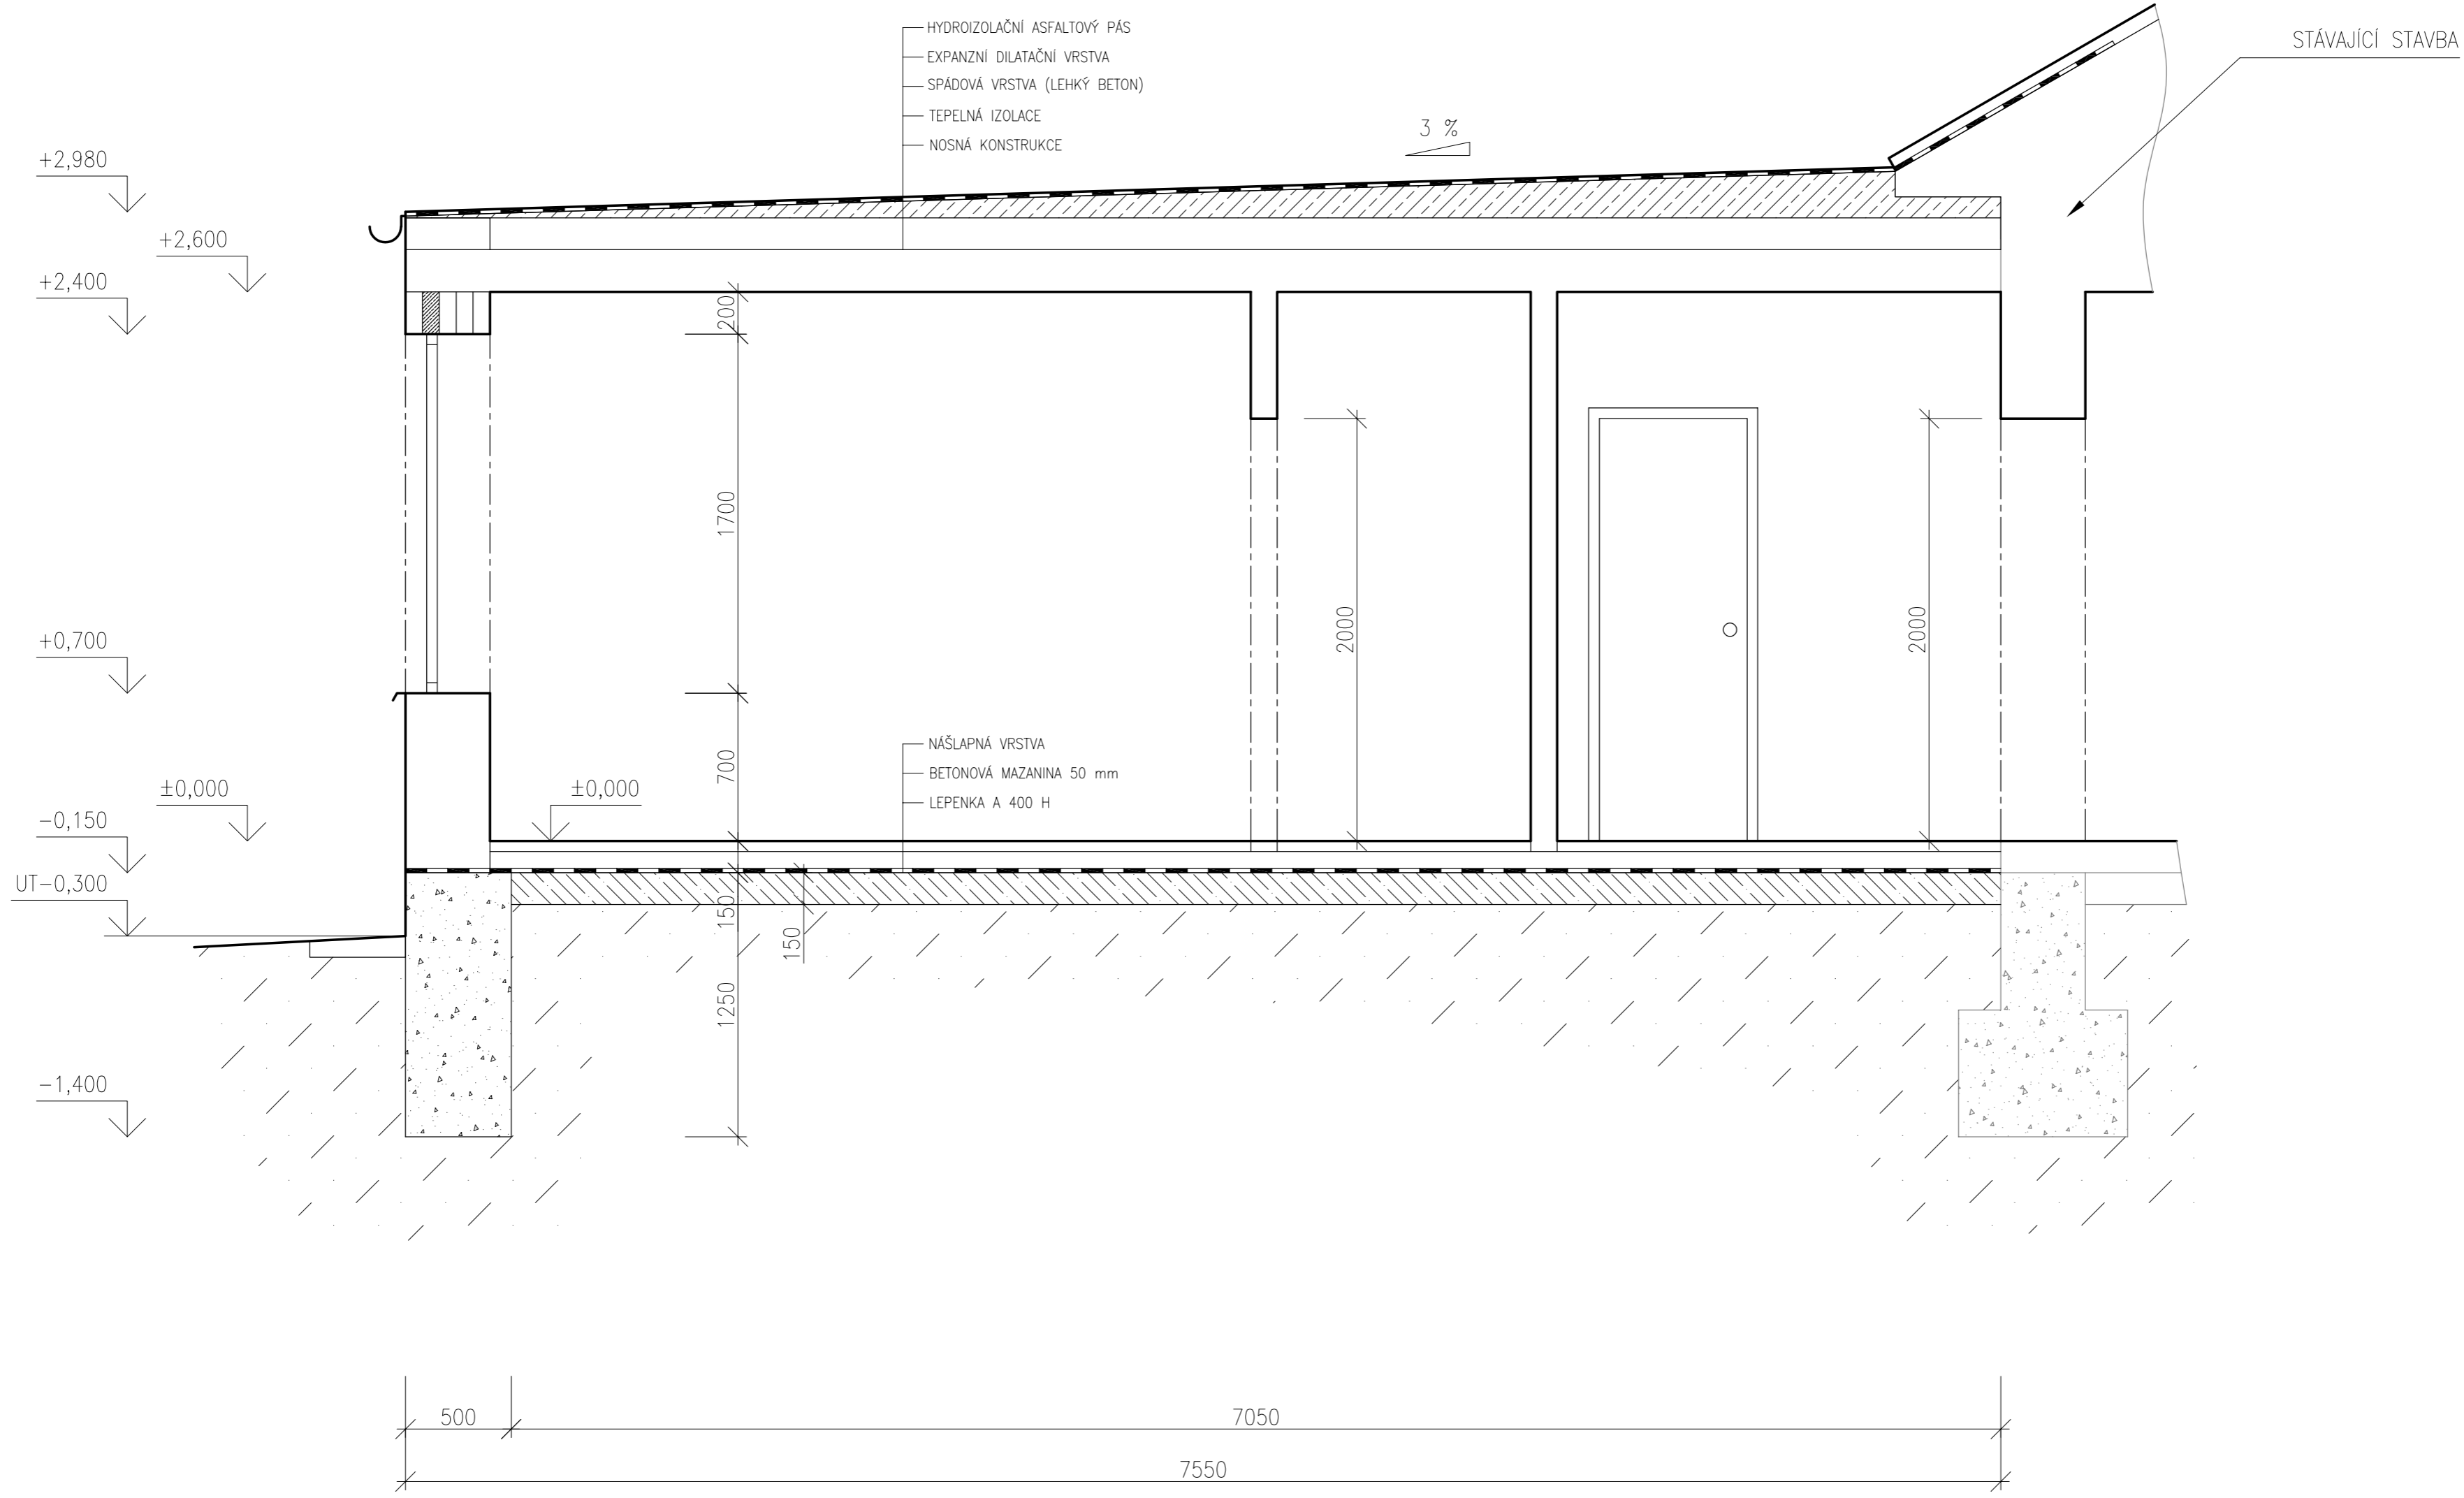 HYDROIZOLAČNÍ ASFALTOVÝ PÁS
EXPANZNÍ DILATAČNÍ VRSTVA
SPÁDOVÁ VRSTVA (LEHKÝ BETON)
TEPELNÁ IZOLACE
NOSNÁ KONSTRUKCE
STÁVAJÍCÍ STAVBA
3 %
+2,980
+2,600
+2,400
200
1700
2000
2000
+0,700
700
NÁŠLAPNÁ VRSTVA
BETONOVÁ MAZANINA 50 mm
LEPENKA A 400 H
±0,000
±0,000
-0,150
UT-0,300
150
150
1250
-1,400
500
7050
7550